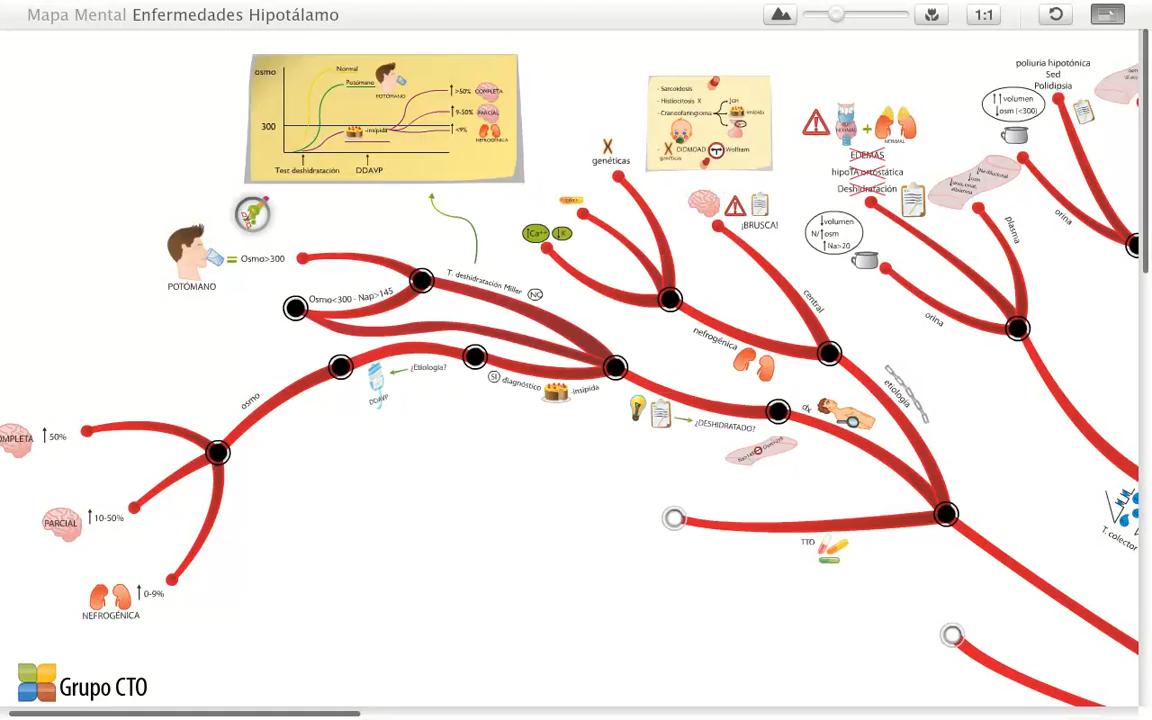 Mapa Mental Enfermedades Hipotálamo
1:1
osmo
300
Normal
Potómano
POTÓMANO
-insípida
>50%
COMPLETA
9-50%
PARCIAL
<9%
NEFROGÉNICA
Test deshidratación
DDAVP
- Sarcoidosis
- Histiocitosis X
- Craneofaringioma
insípida
- DIDMOAD
Wolfram
genéticas
poliuria hipotónica
Sed
Polidipsia
volumen
osm (<300)
NORMAL
NORMAL
EDEMAS
hipoTA ortostática
Deshidratación
volumen
N/ osm
Na>20
orina
plasma
orina
genéticas
Ca++
K
¡BRUSCA!
POTÓMANO
= Osmo>300
Osmo<300 - Nap>145
T. deshidratación Miller
NO
central
nefrogénica
etiología
osmo
DDAVP
¿Etiología?
SI
diagnóstico
-insípida
¿DESHIDRATADO?
dx
COMPLETA
50%
PARCIAL
10-50%
NEFROGÉNICA
0-9%
TTO
T. colector
Grupo CTO